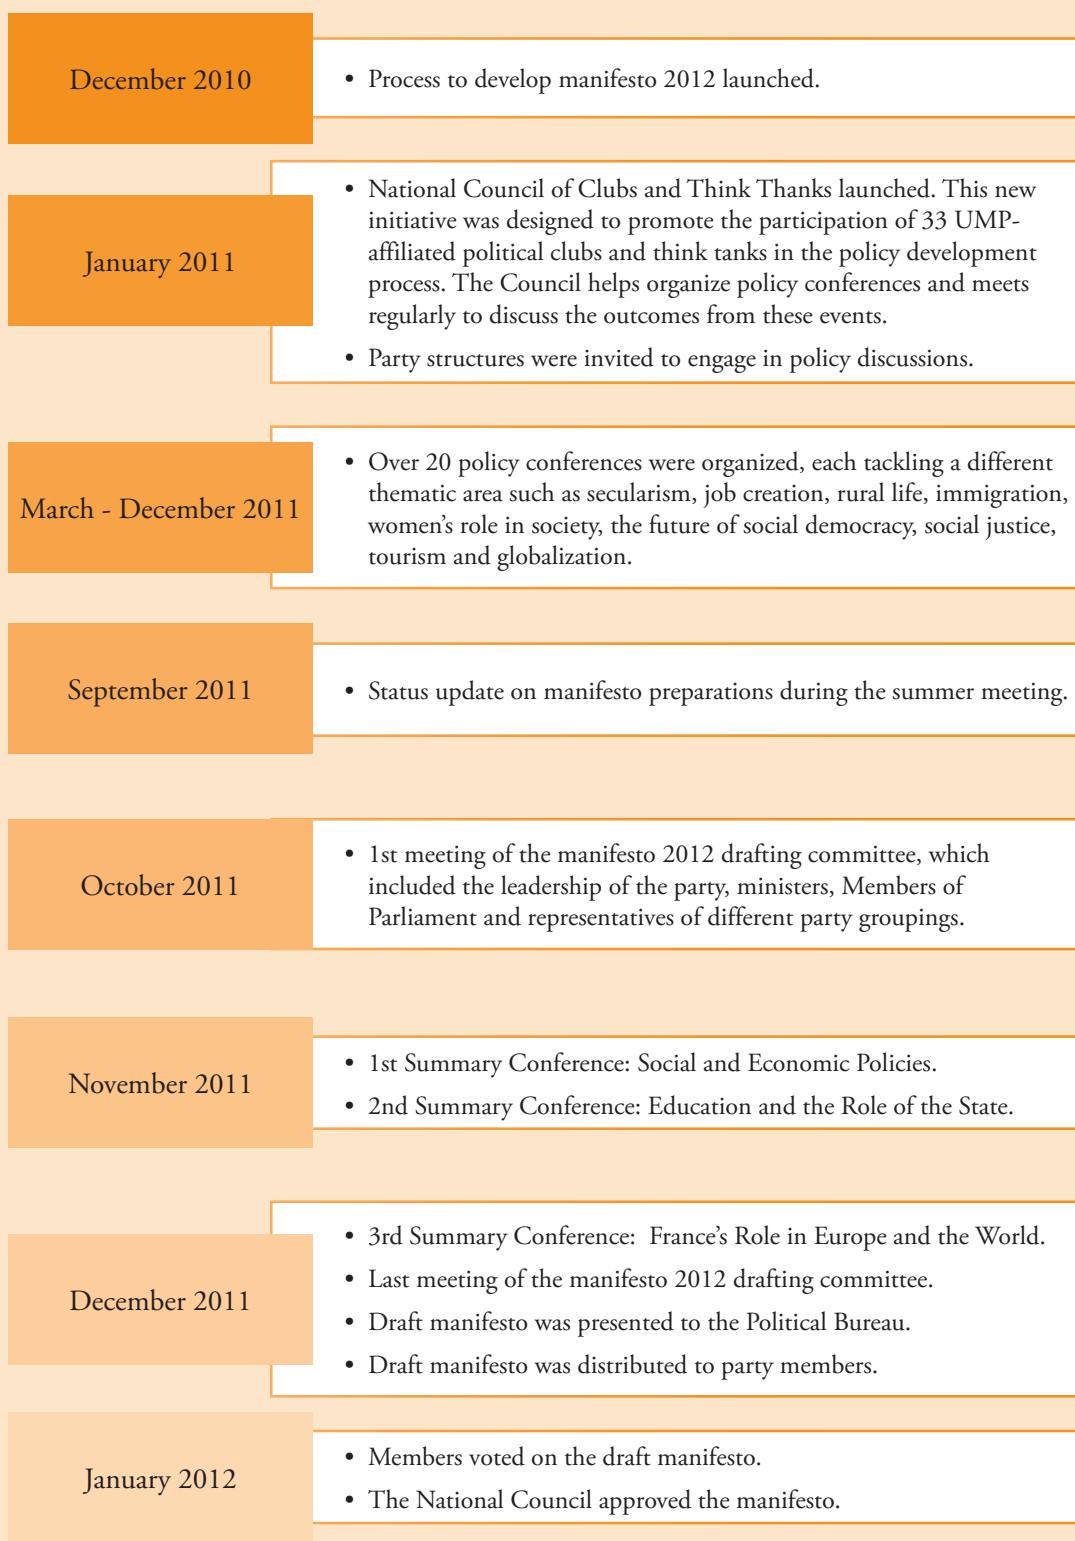 December 2010
• Process to develop manifesto 2012 launched.
January 2011
• National Council of Clubs and Think Thanks launched. This new
initiative was designed to promote the participation of 33 UMP-
affiliated political clubs and think tanks in the policy development
process. The Council helps organize policy conferences and meets
regularly to discuss the outcomes from these events.
• Party structures were invited to engage in policy discussions.
March - December 2011
• Over 20 policy conferences were organized, each tackling a different
thematic area such as secularism, job creation, rural life, immigration,
women's role in society, the future of social democracy, social justice,
tourism and globalization.
September 2011
• Status update on manifesto preparations during the summer meeting.
October 2011
• 1st meeting of the manifesto 2012 drafting committee, which
included the leadership of the party, ministers, Members of
Parliament and representatives of different party groupings.
November 2011
• 1st Summary Conference: Social and Economic Policies.
• 2nd Summary Conference: Education and the Role of the State.
December 2011
• 3rd Summary Conference:  France's Role in Europe and the World.
• Last meeting of the manifesto 2012 drafting committee.
• Draft manifesto was presented to the Political Bureau.
• Draft manifesto was distributed to party members.
January 2012
• Members voted on the draft manifesto.
• The National Council approved the manifesto.